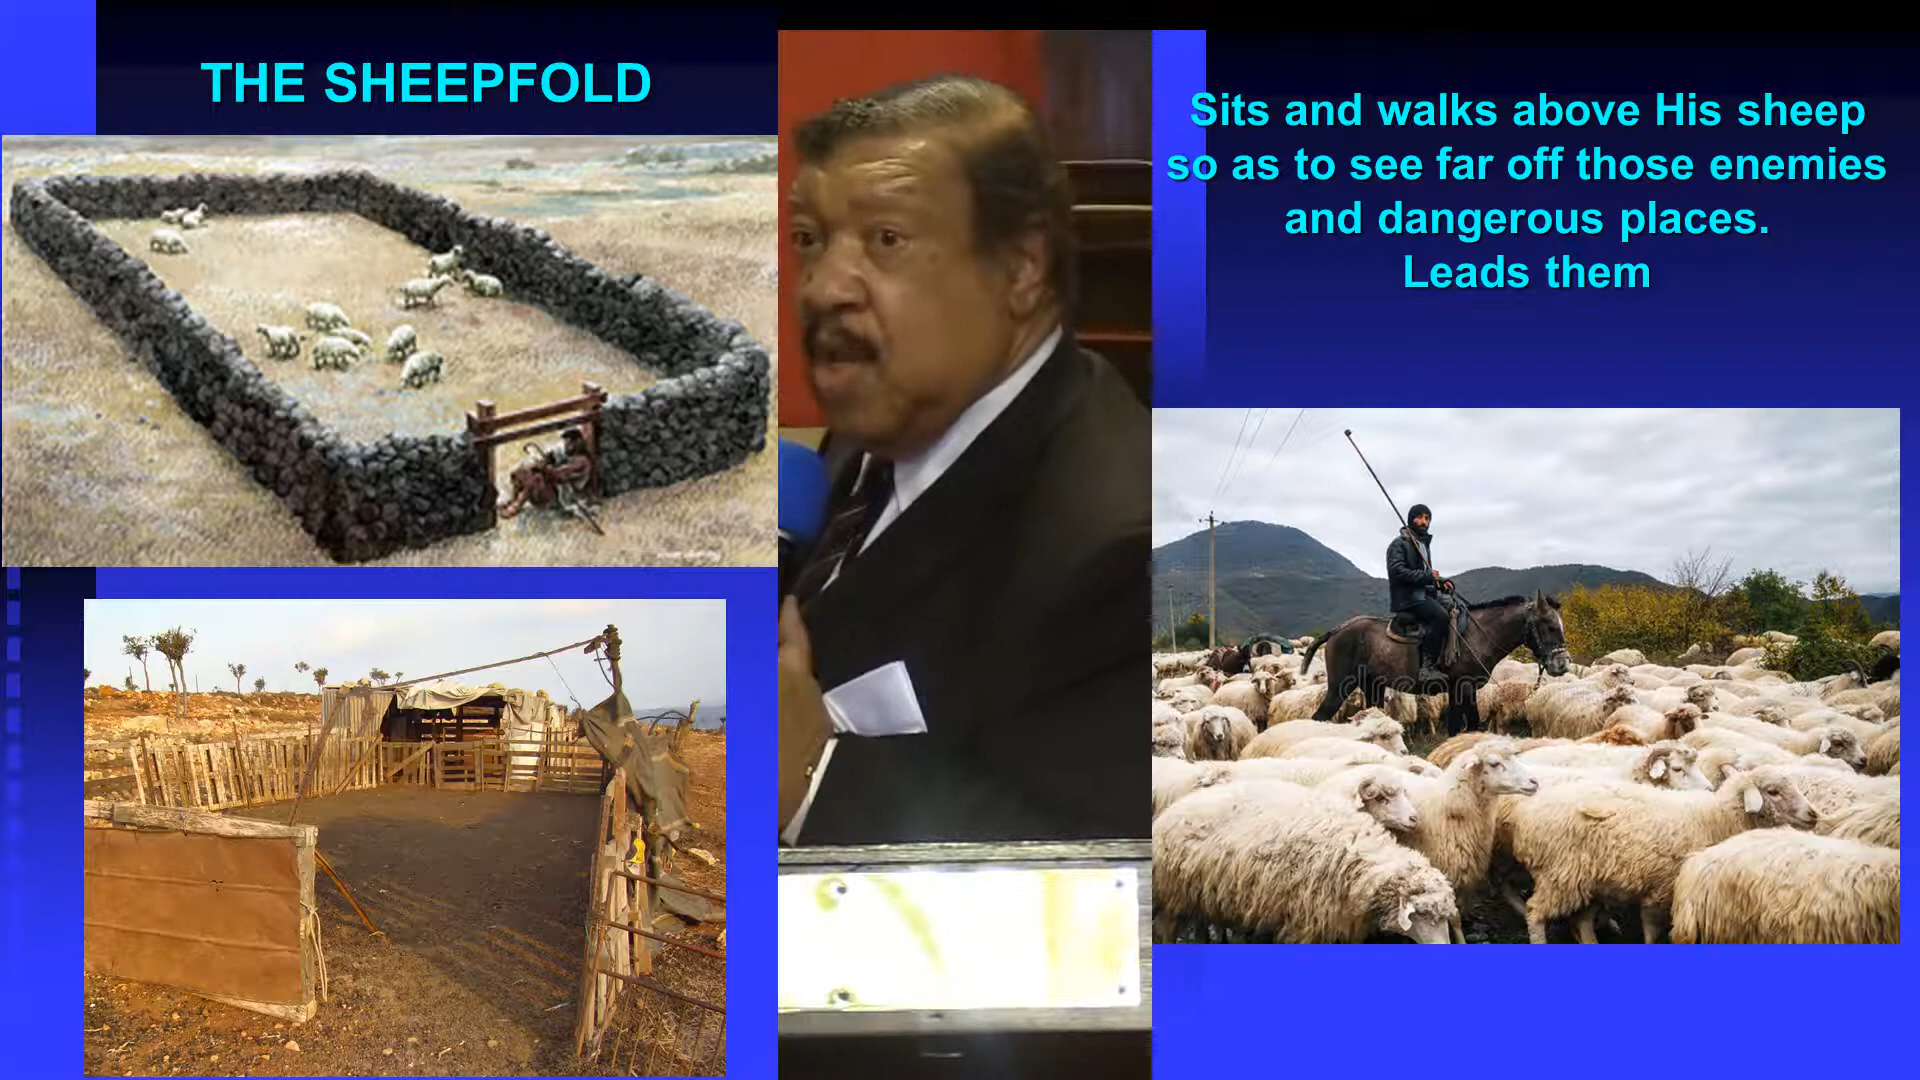 THE SHEEPFOLD
Sits and walks above His sheep
so as to see far off those enemies
and dangerous places.
Leads them